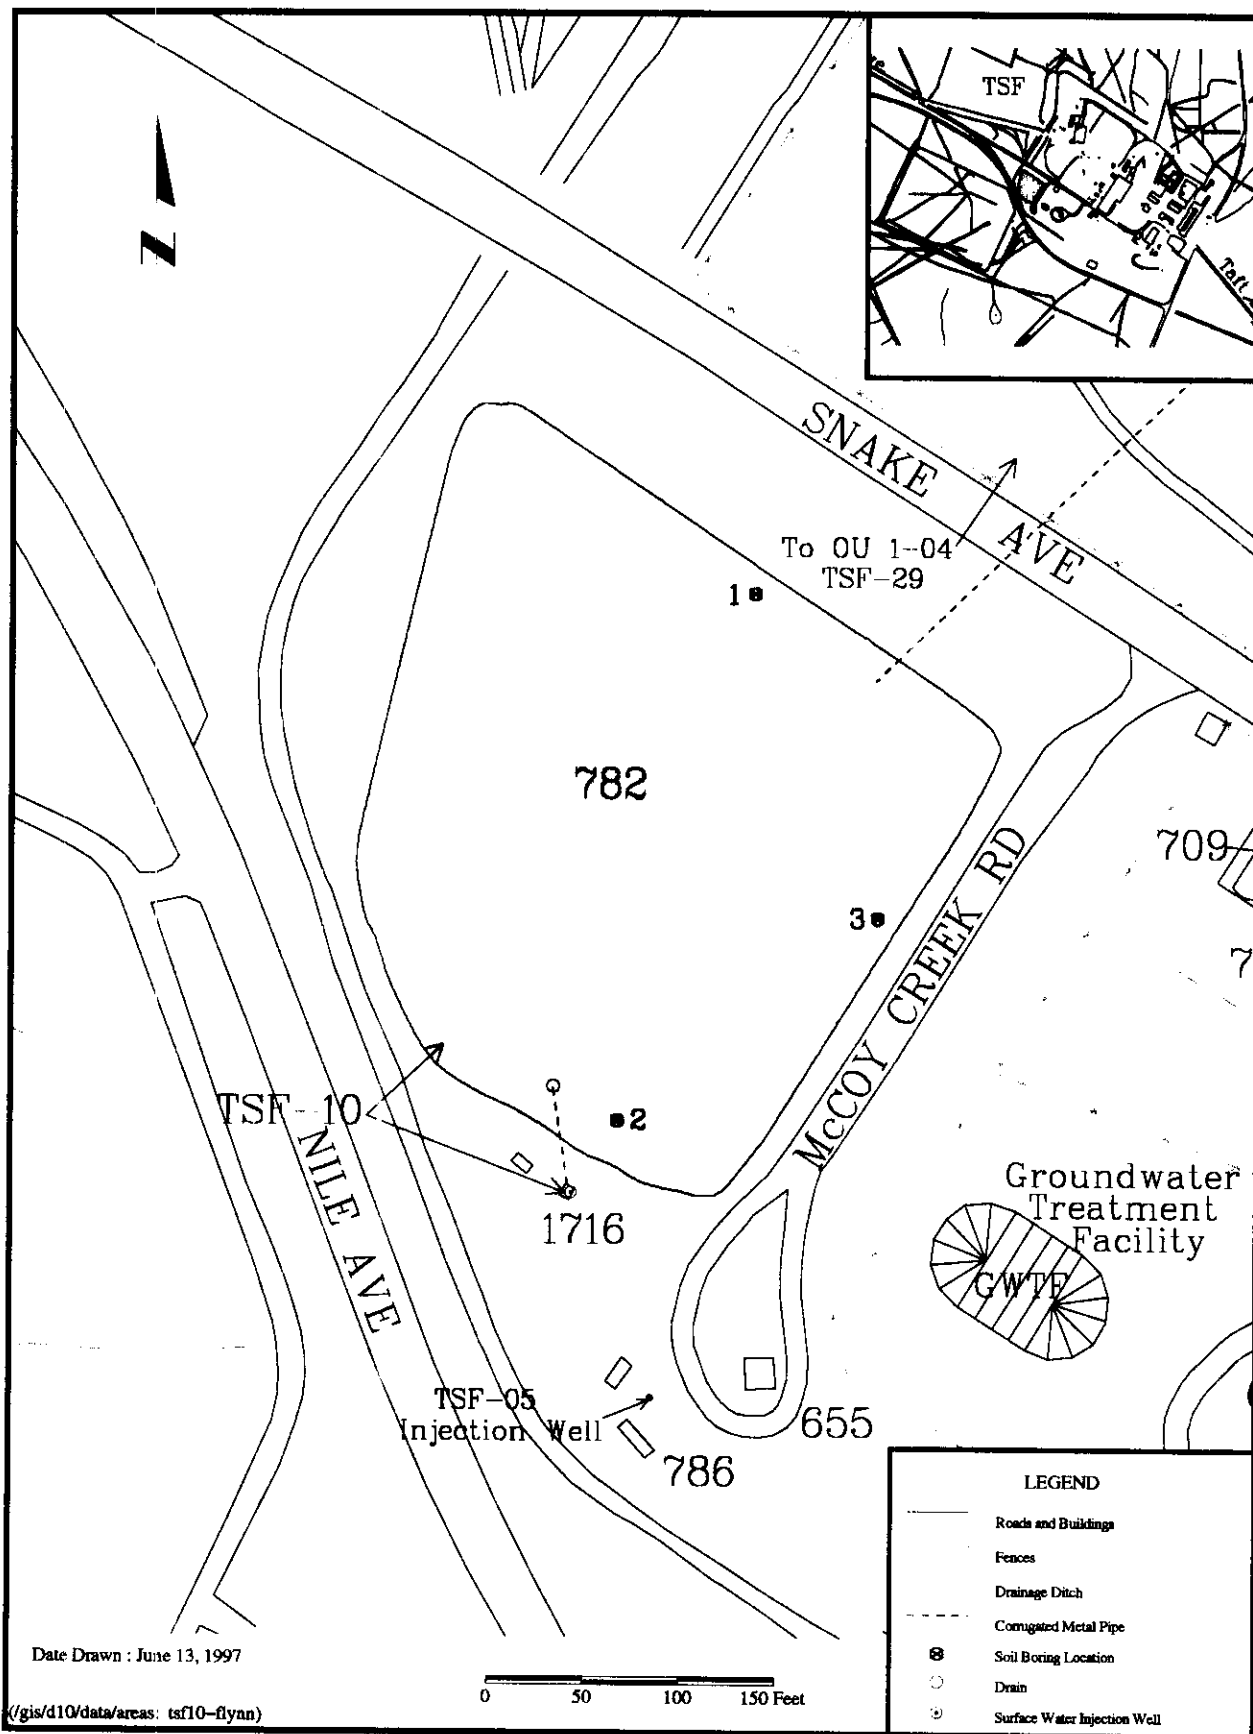 TSF
Taft
N
SNAKE AVE
To OU 1-04
TSF-29
1
782
709
3
7
McCOY CREEK RD
TSF-10
2
1716
NILE AVE
Groundwater
Treatment
Facility
GWTF
TSF-05
Injection Well
655
786
LEGEND
Roads and Buildings
Fences
Drainage Ditch
Corrugated Metal Pipe
Soil Boring Location
Drain
Surface Water Injection Well
Date Drawn : June 13, 1997
0 50 100 150 Feet
(/gis/d10/data/areas: tsf10-flynn)